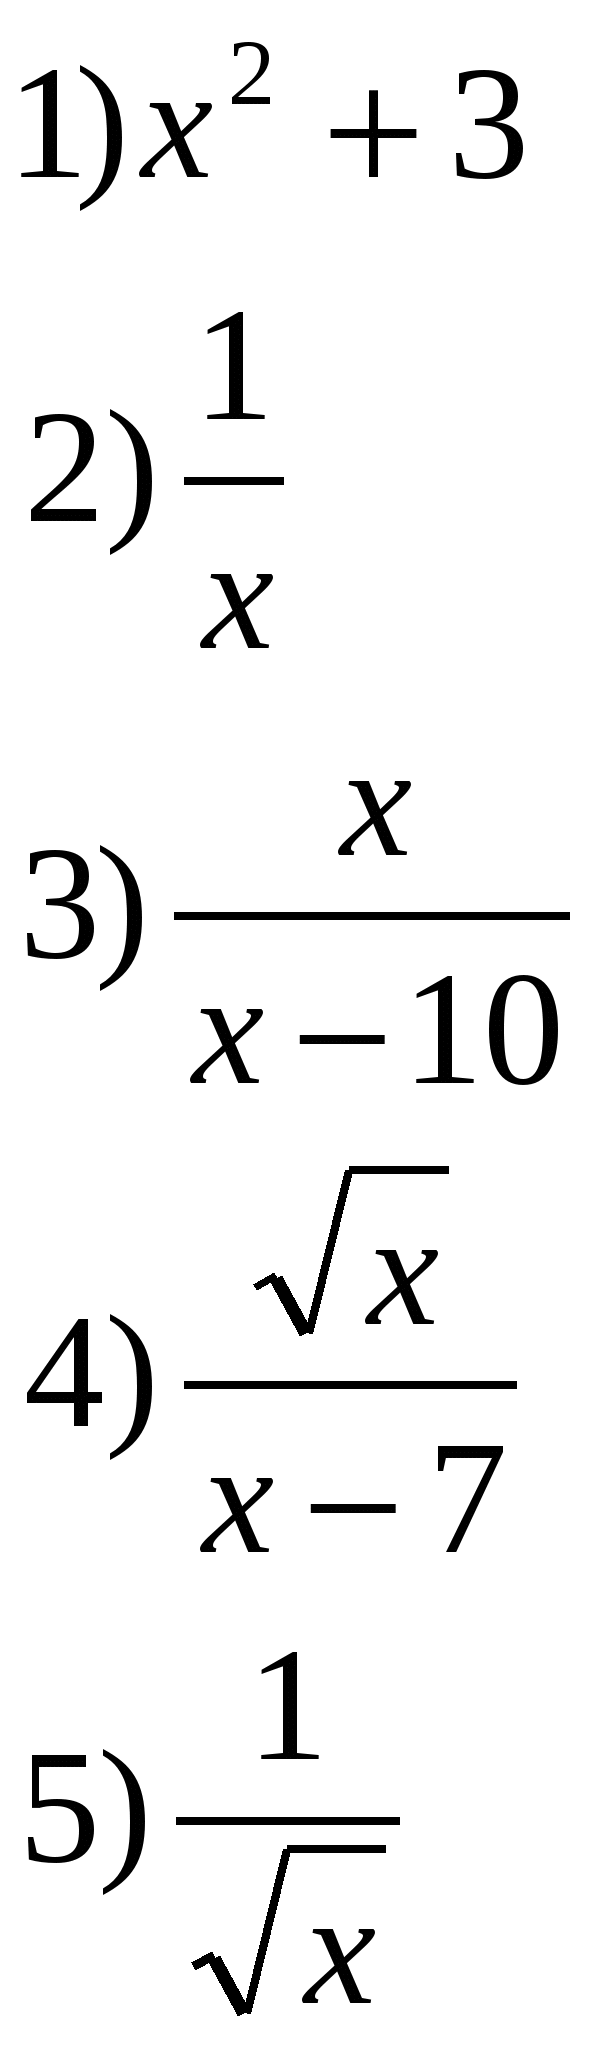 1) x² + 3
2) 1/x
3) x/(x − 10)
4) √x/(x − 7)
5) 1/√x